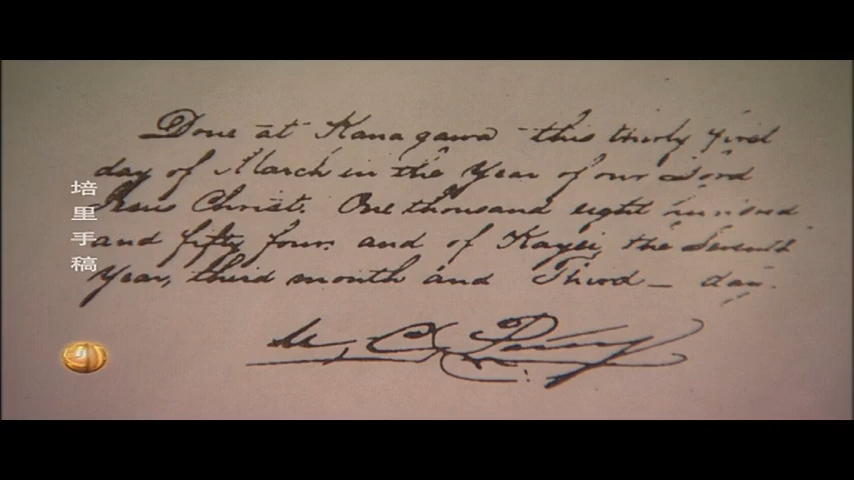 Done at Kanagawa this thirty first
day of March in the Year of our Lord
Jesus Christ. One thousand eight hundred
and fifty four and of Kayei the Seventh
Year, third month and Third day.
M. C. Perry
培里手稿